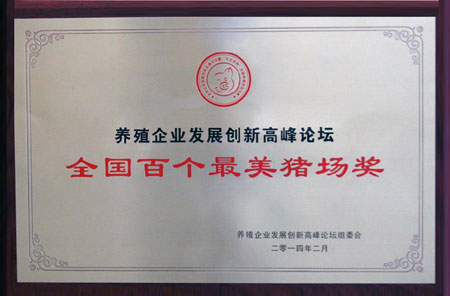 养殖企业发展创新高峰论坛
全国百个最美猪场奖
养殖企业发展创新高峰论坛组委会
二零一四年二月